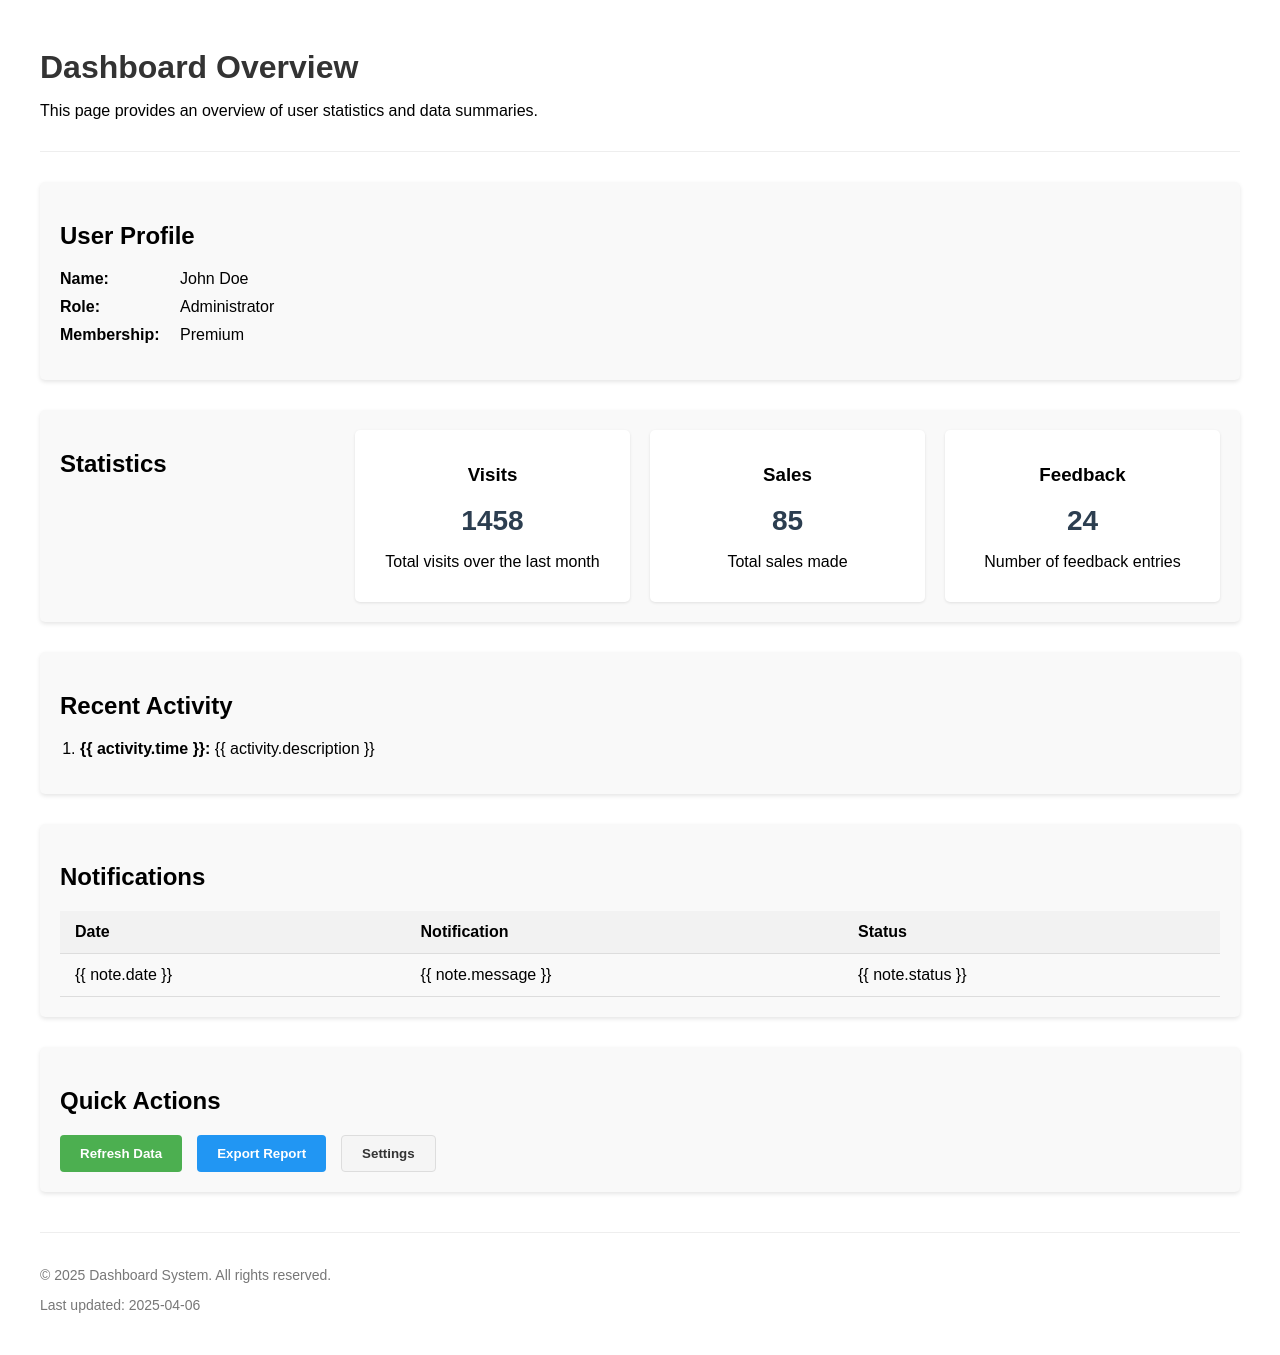 Dashboard Overview
This page provides an overview of user statistics and data summaries.
User Profile
Name: John Doe
Role: Administrator
Membership: Premium
Statistics
Visits
1458
Total visits over the last month
Sales
85
Total sales made
Feedback
24
Number of feedback entries
Recent Activity
1. {{ activity.time }}: {{ activity.description }}
Notifications
Date Notification Status
{{ note.date }} {{ note.message }} {{ note.status }}
Quick Actions
Refresh Data Export Report Settings
© 2025 Dashboard System. All rights reserved.
Last updated: 2025-04-06